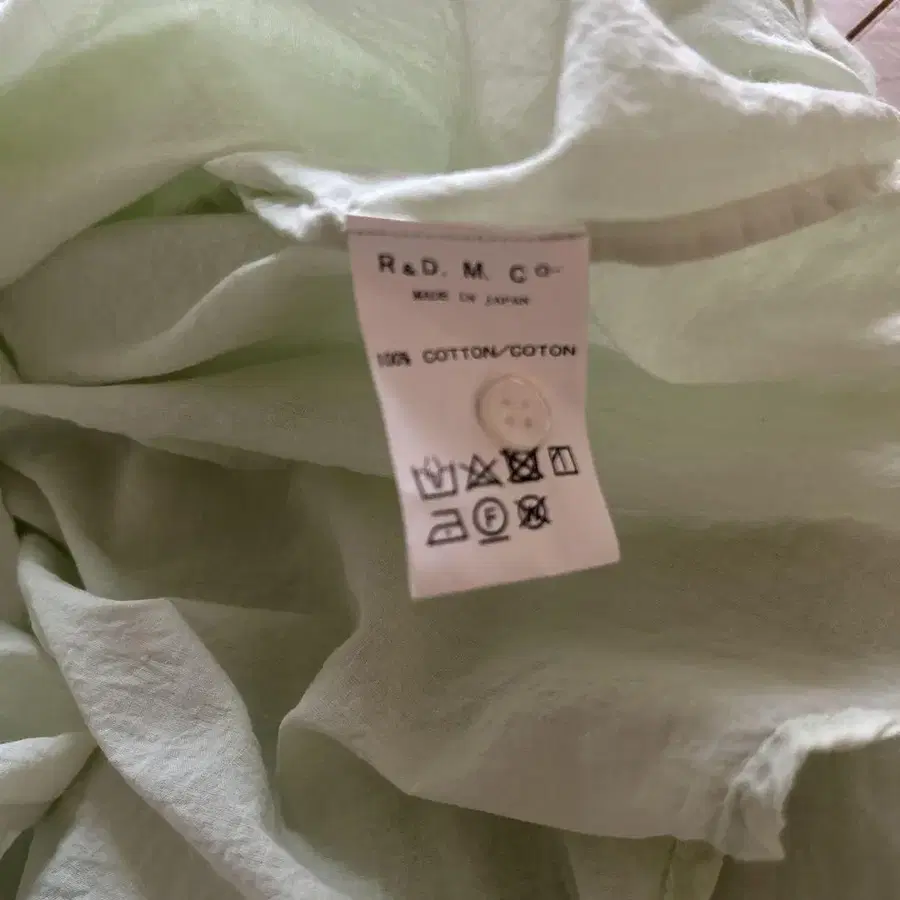 R & D. M. Co-
MADE IN JAPAN
100% COTTON/COTON
F